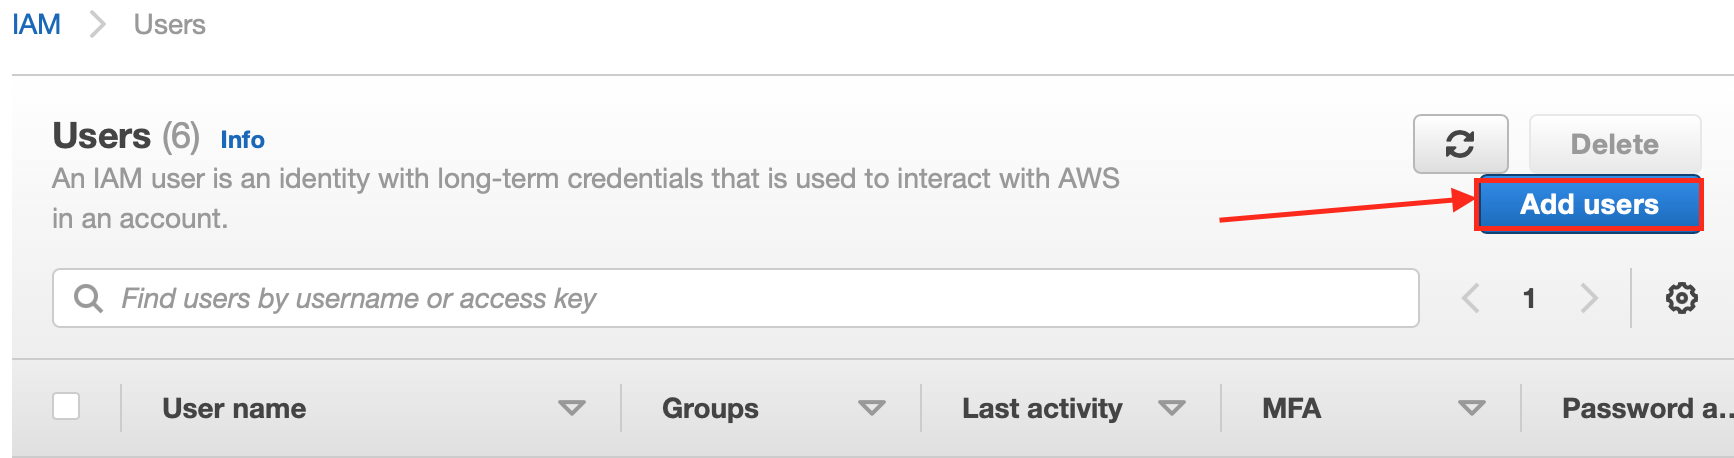 IAM > Users
Users (6) Info
An IAM user is an identity with long-term credentials that is used to interact with AWS
in an account.
Delete
Add users
Find users by username or access key
1
User name
Groups
Last activity
MFA
Password a...